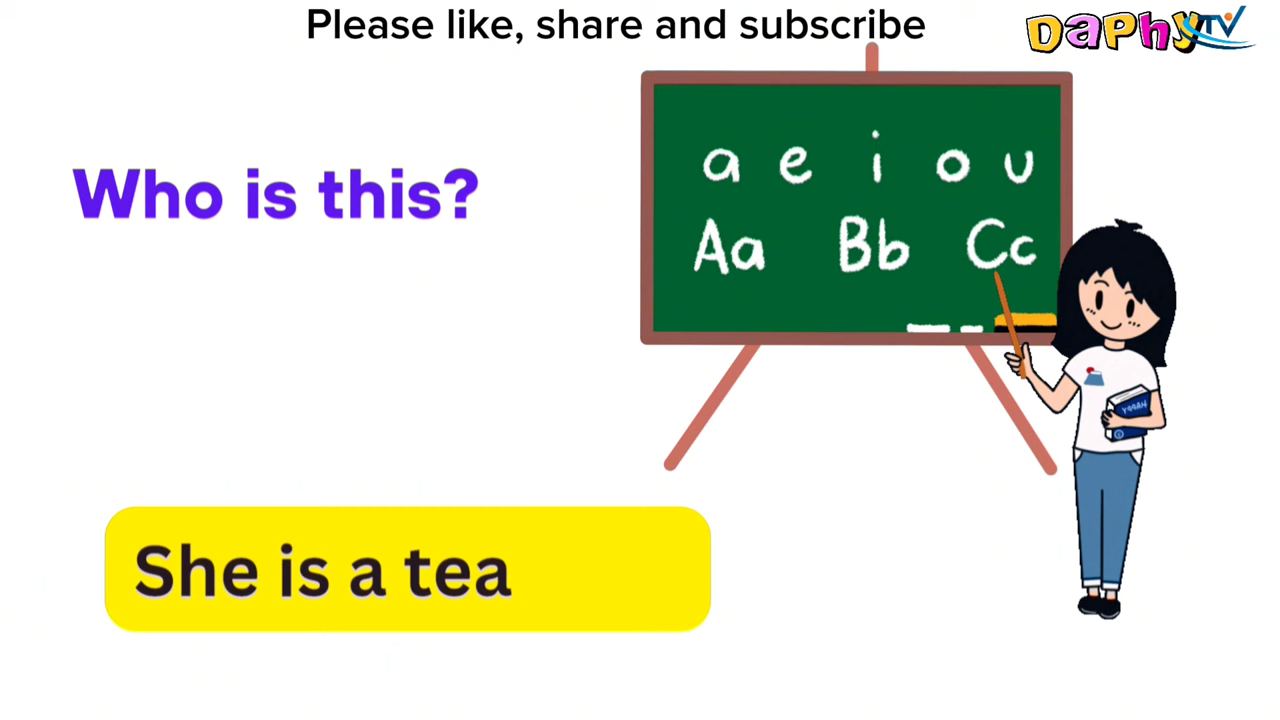 Please like, share and subscribe
Daphy TV
Who is this?
a e i o u
Aa Bb Cc
She is a tea